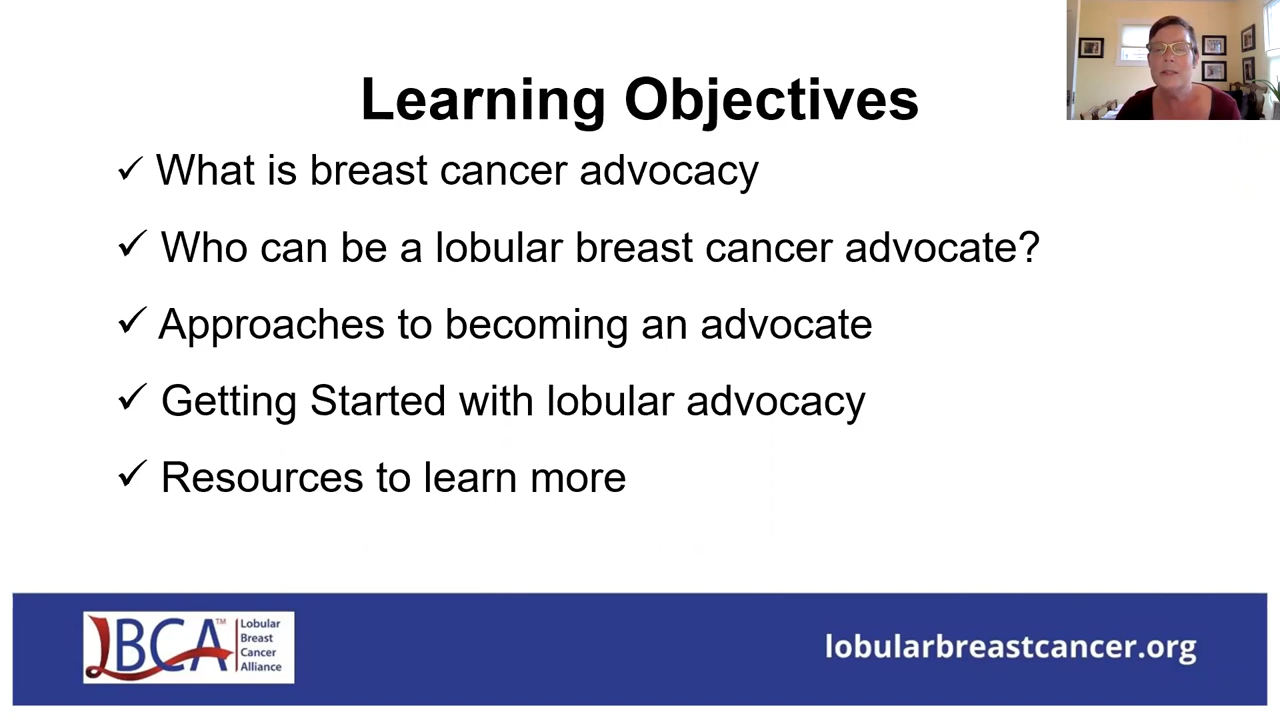 Learning Objectives
✓ What is breast cancer advocacy
✓ Who can be a lobular breast cancer advocate?
✓ Approaches to becoming an advocate
✓ Getting Started with lobular advocacy
✓ Resources to learn more
LBCA™
Lobular
Breast
Cancer
Alliance
lobularbreastcancer.org